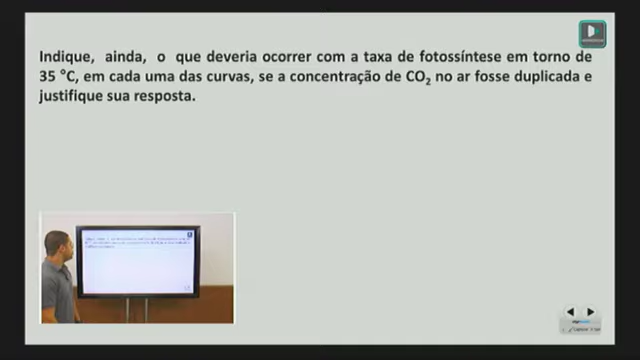 Indique, ainda, o que deveria ocorrer com a taxa de fotossíntese em torno de
35 °C, em cada uma das curvas, se a concentração de CO₂ no ar fosse duplicada e
justifique sua resposta.